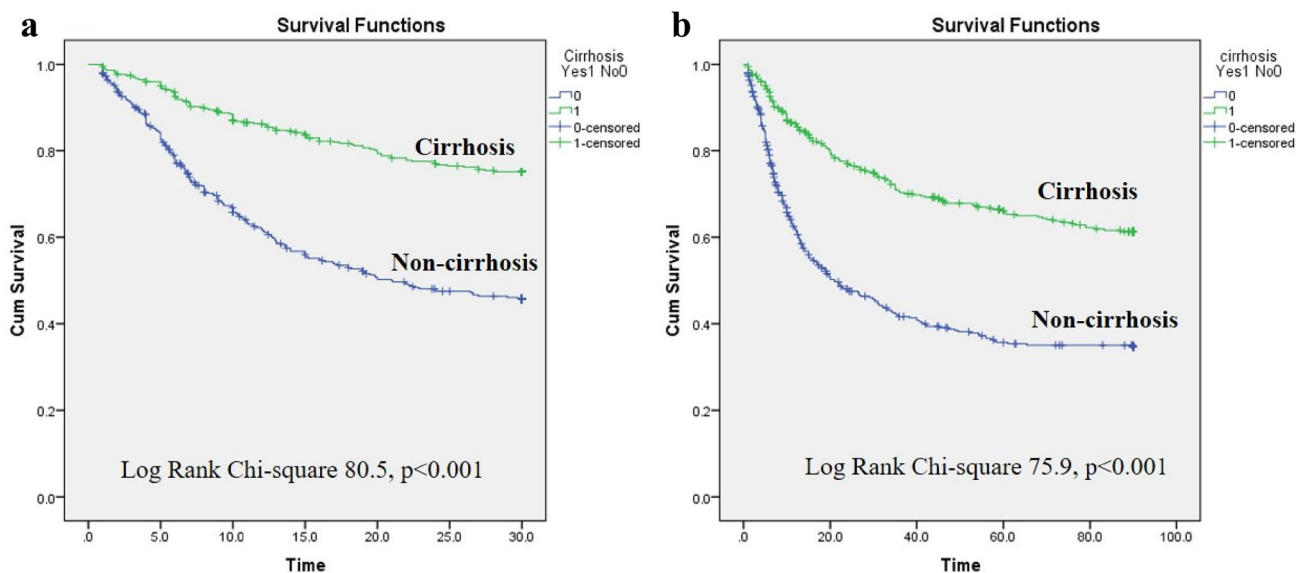 a
Survival Functions
Cirrhosis
Yes1 No0
0
1
0-censored
1-censored
Cum Survival
1.0
0.8
0.6
0.4
0.2
0.0
Cirrhosis
Non-cirrhosis
Log Rank Chi-square 80.5, p<0.001
.0 5.0 10.0 15.0 20.0 25.0 30.0
Time
b
Survival Functions
cirrhosis
Yes1 No0
0
1
0-censored
1-censored
Cum Survival
1.0
0.8
0.6
0.4
0.2
0.0
Cirrhosis
Non-cirrhosis
Log Rank Chi-square 75.9, p<0.001
.0 20.0 40.0 60.0 80.0 100.0
Time